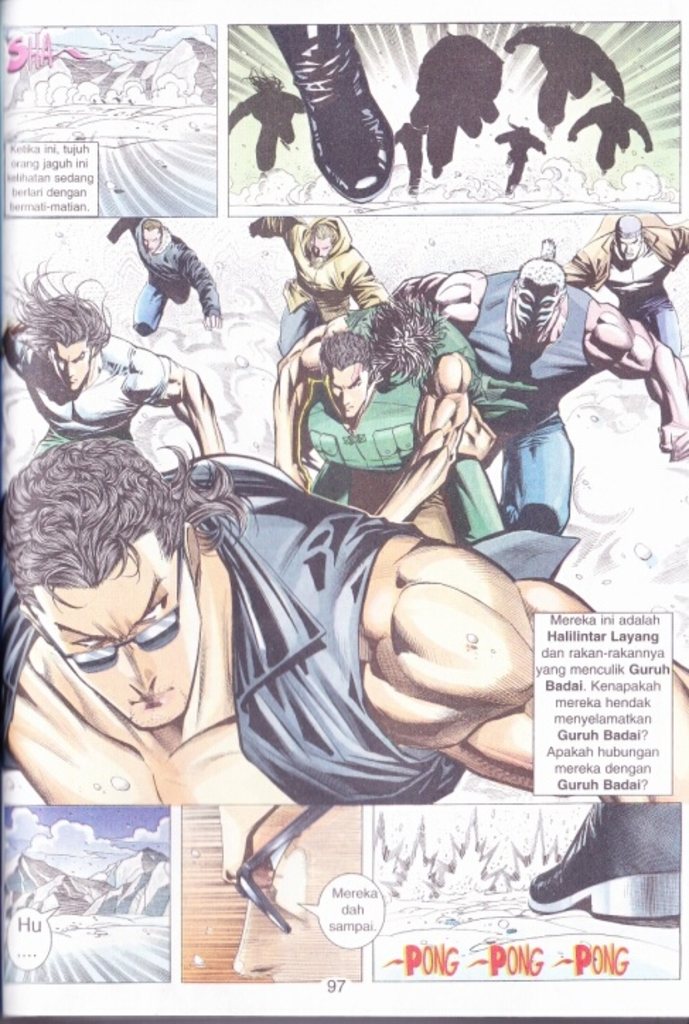 SHA~
Ketika ini, tujuh
orang jaguh ini
kelihatan sedang
berlari dengan
bermati-matian.
Mereka ini adalah
Halilintar Layang
dan rakan-rakannya
yang menculik Guruh
Badai. Kenapakah
mereka hendak
menyelamatkan
Guruh Badai?
Apakah hubungan
mereka dengan
Guruh Badai?
Hu
....
Mereka
dah
sampai.
~PONG ~PONG ~PONG
97